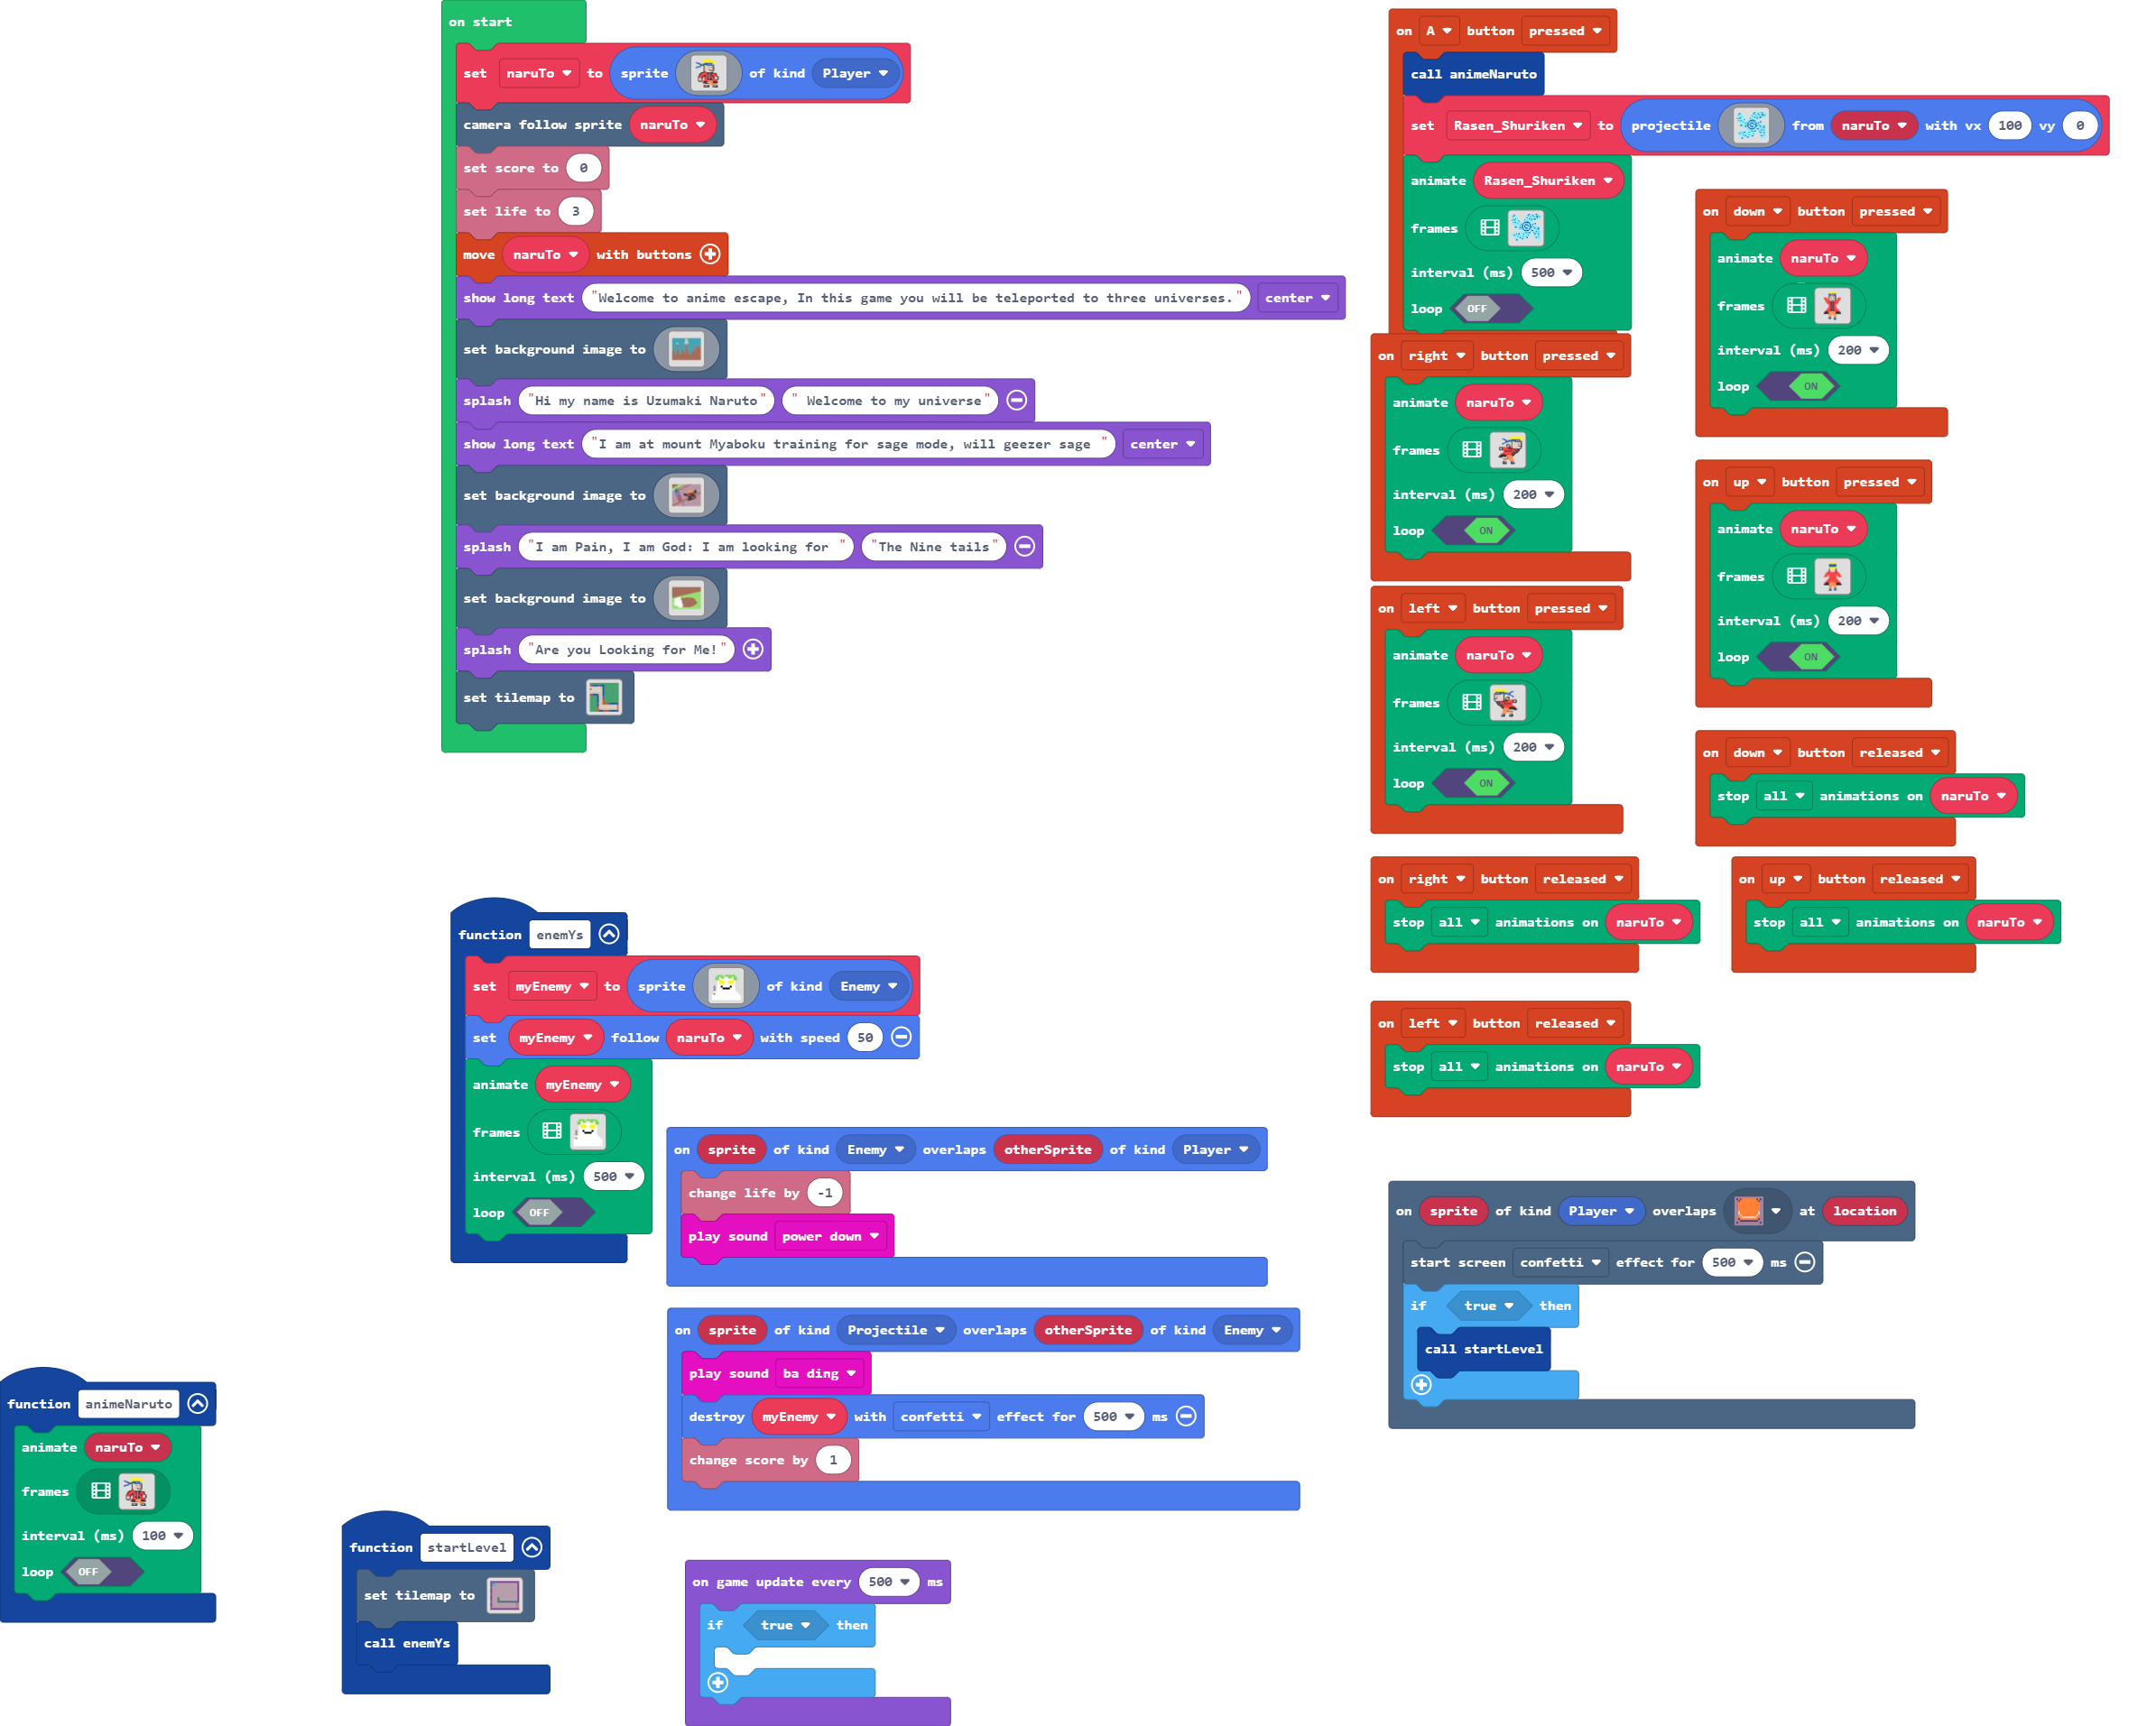 on start
set naruTo to sprite of kind Player
camera follow sprite naruTo
set score to 0
set life to 3
move naruTo with buttons
show long text "Welcome to anime escape, In this game you will be teleported to three universes." center
set background image to
splash "Hi my name is Uzumaki Naruto" " Welcome to my universe"
show long text "I am at mount Myaboku training for sage mode, will geezer sage " center
set background image to
splash "I am Pain, I am God: I am looking for " "The Nine tails"
set background image to
splash "Are you Looking for Me!"
set tilemap to
on A button pressed
call animeNaruto
set Rasen_Shuriken to projectile from naruTo with vx 100 vy 0
animate Rasen_Shuriken
frames
interval (ms) 500
loop OFF
on down button pressed
animate naruTo
frames
interval (ms) 200
loop ON
on right button pressed
animate naruTo
frames
interval (ms) 200
loop ON
on up button pressed
animate naruTo
frames
interval (ms) 200
loop ON
on left button pressed
animate naruTo
frames
interval (ms) 200
loop ON
on down button released
stop all animations on naruTo
on right button released
stop all animations on naruTo
on up button released
stop all animations on naruTo
on left button released
stop all animations on naruTo
function enemYs
set myEnemy to sprite of kind Enemy
set myEnemy follow naruTo with speed 50
animate myEnemy
frames
interval (ms) 500
loop OFF
on sprite of kind Enemy overlaps otherSprite of kind Player
change life by -1
play sound power down
on sprite of kind Player overlaps at location
start screen confetti effect for 500 ms
if true then
call startLevel
on sprite of kind Projectile overlaps otherSprite of kind Enemy
play sound ba ding
destroy myEnemy with confetti effect for 500 ms
change score by 1
function animeNaruto
animate naruTo
frames
interval (ms) 100
loop OFF
function startLevel
set tilemap to
call enemYs
on game update every 500 ms
if true then